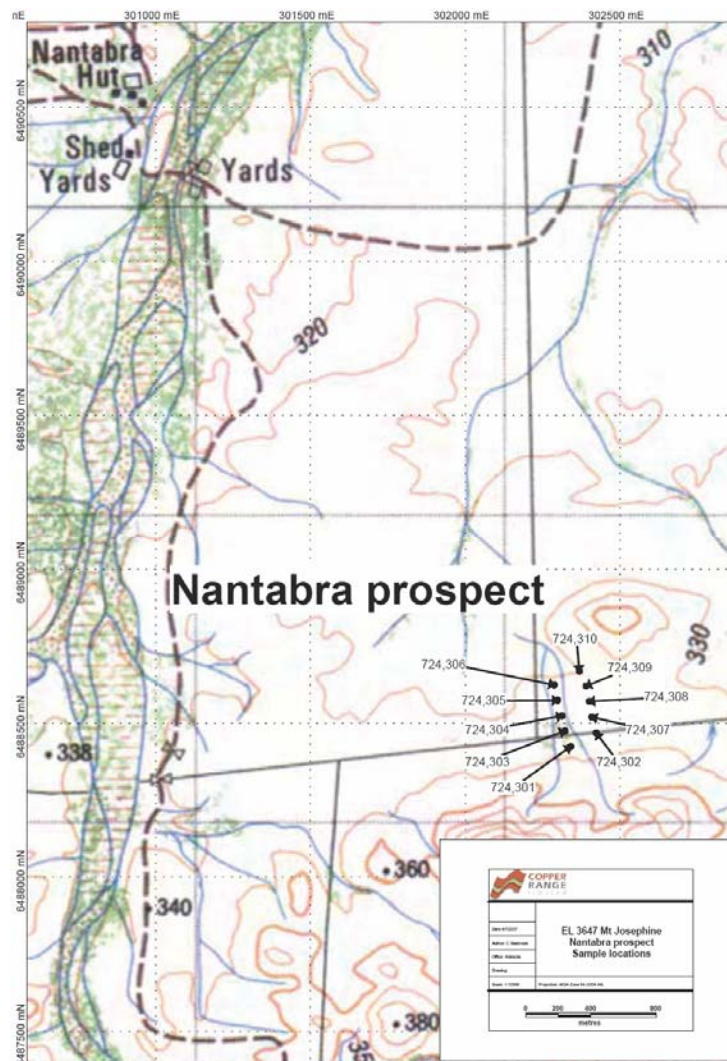 nE
301000 mE
301500 mE
302000 mE
302500 mE
Nantabra
Hut
310
6490500 mN
Shed
Yards
Yards
6490000 mN
320
6489500 mN
6489000 mN
Nantabra prospect
330
724,310
724,306
724,309
724,305
724,308
724,304
724,307
724,303
724,302
724,301
6488500 mN
338
COPPER
RANGE
LIMITED
EL 3647 Mt Josephine
Nantabra prospect
Sample locations
360
6488000 mN
340
0 200 400 800
metres
380
6487500 mN